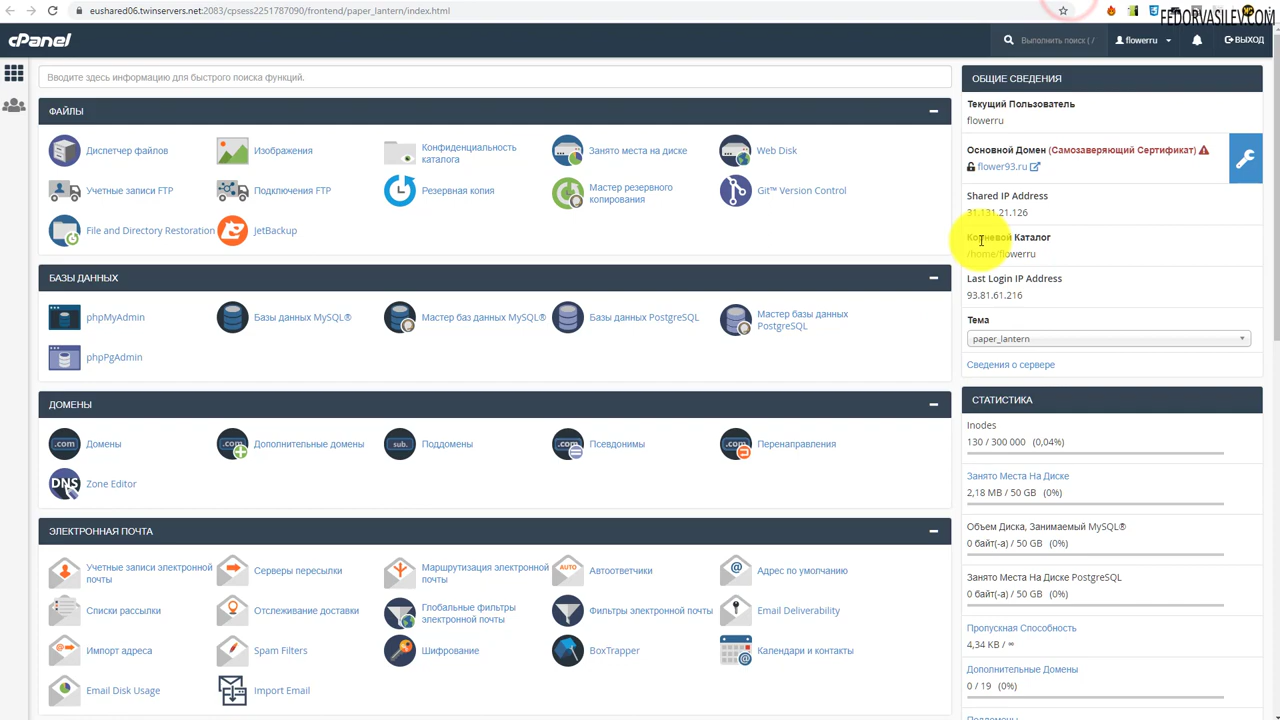 eushared06.twinservers.net:2083/cpsess2251787090/frontend/paper_lantern/index.html
FEDORVASILEV.COM
cPanel
Выполнить поиск ( /
flowerru
ВЫХОД
Вводите здесь информацию для быстрого поиска функций.
ФАЙЛЫ
Диспетчер файлов
Изображения
Конфиденциальность
каталога
Занято места на диске
Web Disk
Учетные записи FTP
Подключения FTP
Резервная копия
Мастер резервного
копирования
Git™ Version Control
File and Directory Restoration
JetBackup
БАЗЫ ДАННЫХ
phpMyAdmin
Базы данных MySQL®
Мастер баз данных MySQL®
Базы данных PostgreSQL
Мастер базы данных
PostgreSQL
phpPgAdmin
ДОМЕНЫ
.com
Домены
.com
Дополнительные домены
sub.
Поддомены
.com
Псевдонимы
.com
Перенаправления
DNS
Zone Editor
ЭЛЕКТРОННАЯ ПОЧТА
Учетные записи электронной
почты
Серверы пересылки
Маршрутизация электронной
почты
AUTO
Автоответчики
Адрес по умолчанию
Списки рассылки
Отслеживание доставки
Глобальные фильтры
электронной почты
Фильтры электронной почты
Email Deliverability
Импорт адреса
Spam Filters
Шифрование
BoxTrapper
Календари и контакты
Email Disk Usage
Import Email
ОБЩИЕ СВЕДЕНИЯ
Текущий Пользователь
flowerru
Основной Домен (Самозаверяющий Сертификат)
flower93.ru
Shared IP Address
31.131.21.126
Корневой Каталог
/home/flowerru
Last Login IP Address
93.81.61.216
Тема
paper_lantern
Сведения о сервере
СТАТИСТИКА
Inodes
130 / 300 000 (0,04%)
Занято Места На Диске
2,18 MB / 50 GB (0%)
Объем Диска, Занимаемый MySQL®
0 байт(-а) / 50 GB (0%)
Занято Места На Диске PostgreSQL
0 байт(-а) / 50 GB (0%)
Пропускная Способность
4,34 KB / ∞
Дополнительные Домены
0 / 19 (0%)
Поддомены